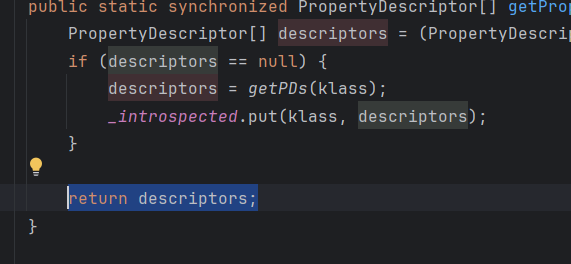 public static synchronized PropertyDescriptor[] getProp
PropertyDescriptor[] descriptors = (PropertyDescri
if (descriptors == null) {
descriptors = getPDs(klass);
_introspected.put(klass, descriptors);
}
return descriptors;
}